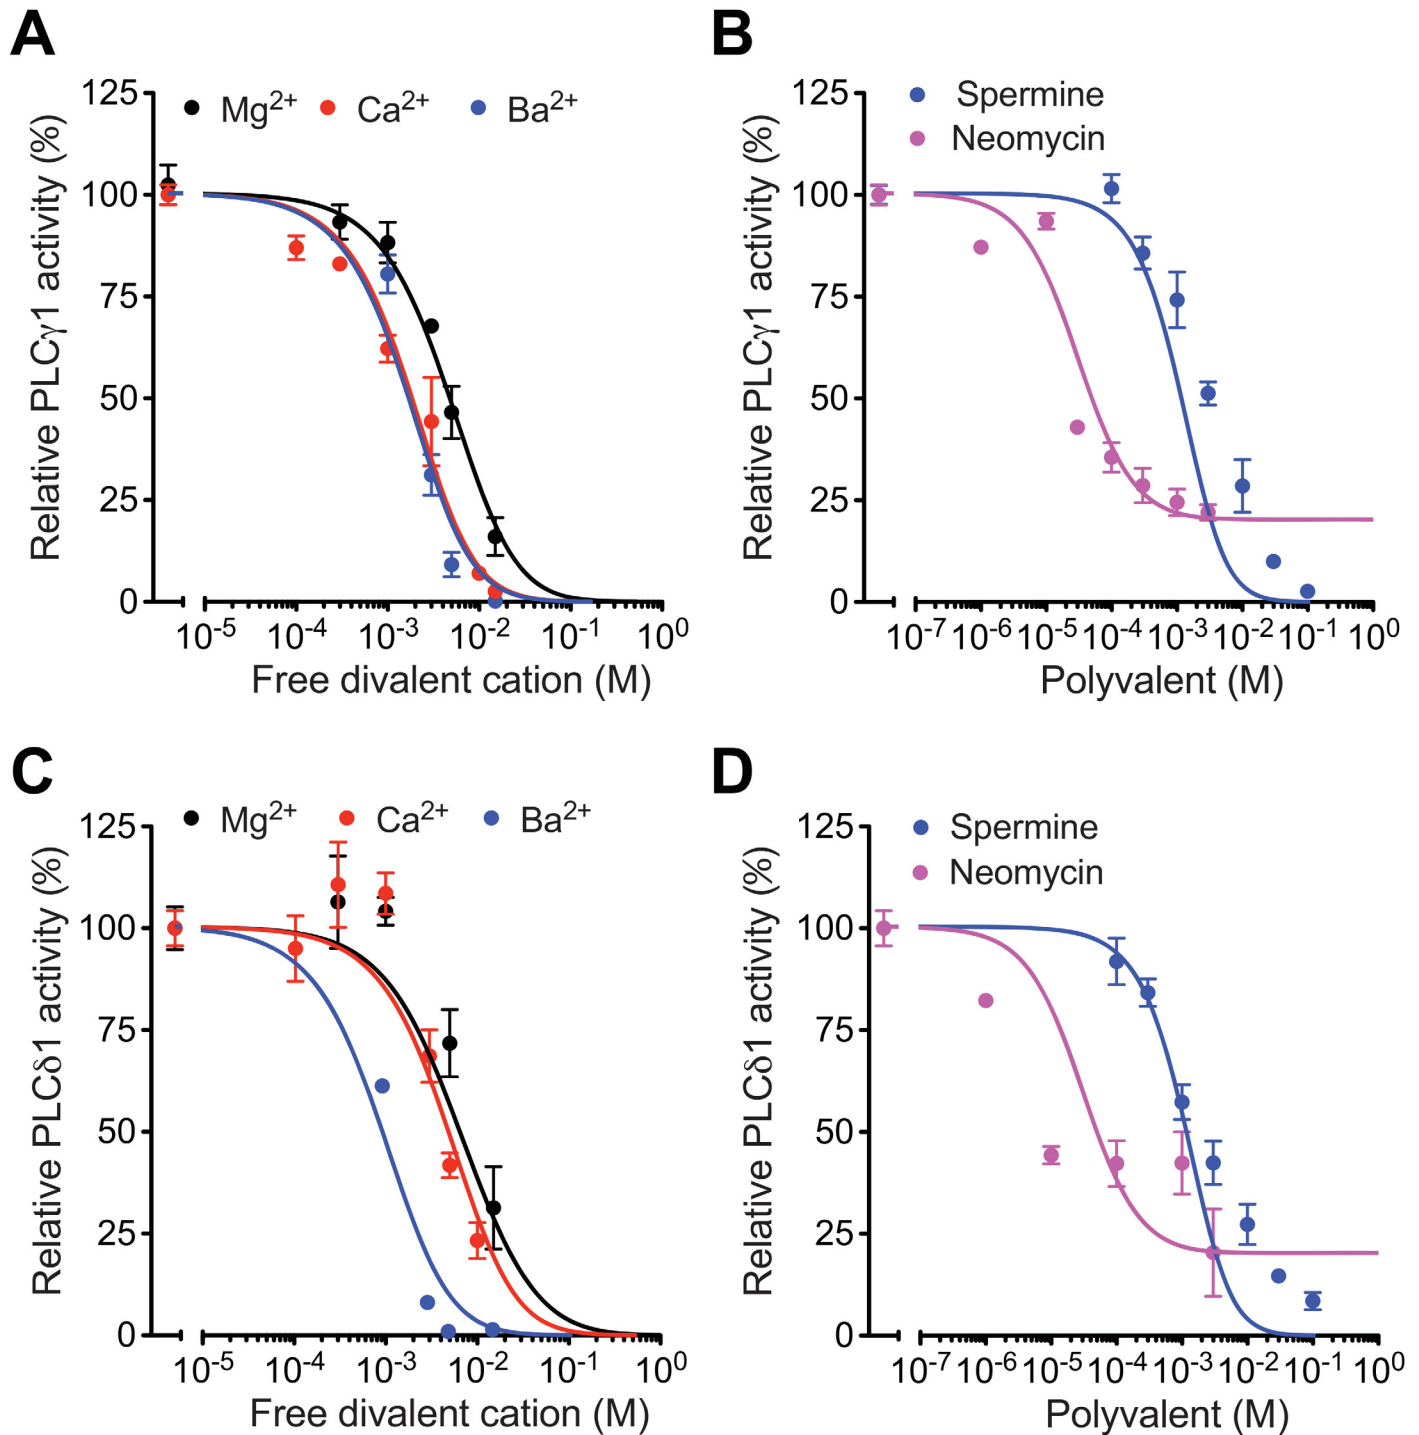 A
Relative PLCγ1 activity (%)
Mg2+ Ca2+ Ba2+
125
100
75
50
25
0
10-5 10-4 10-3 10-2 10-1 100
Free divalent cation (M)
B
Relative PLCγ1 activity (%)
Spermine
Neomycin
125
100
75
50
25
0
10-7 10-6 10-5 10-4 10-3 10-2 10-1 100
Polyvalent (M)
C
Relative PLCδ1 activity (%)
Mg2+ Ca2+ Ba2+
125
100
75
50
25
0
10-5 10-4 10-3 10-2 10-1 100
Free divalent cation (M)
D
Relative PLCδ1 activity (%)
Spermine
Neomycin
125
100
75
50
25
0
10-7 10-6 10-5 10-4 10-3 10-2 10-1 100
Polyvalent (M)